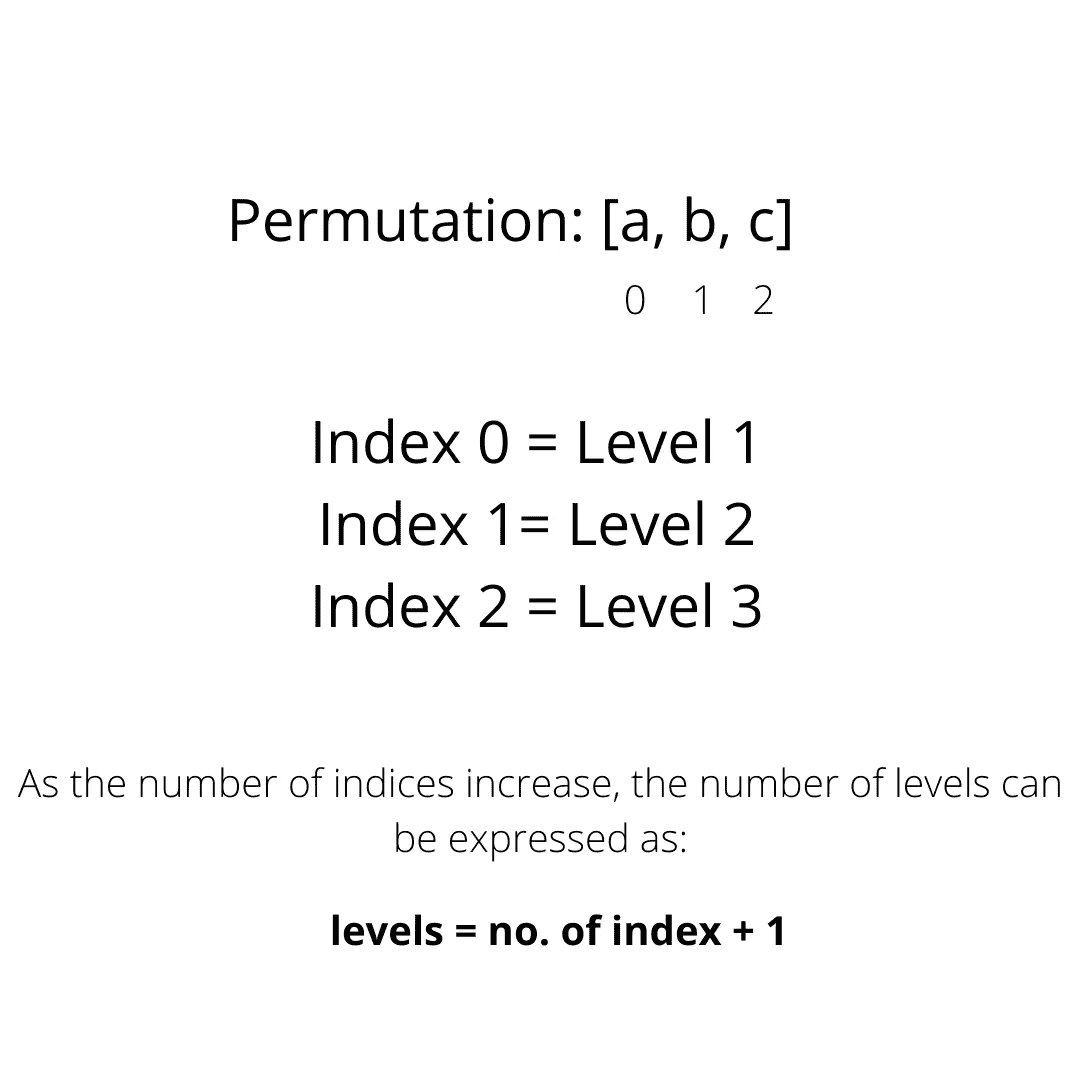 Permutation: [a, b, c]
0 1 2
Index 0 = Level 1
Index 1= Level 2
Index 2 = Level 3
As the number of indices increase, the number of levels can
be expressed as:
levels = no. of index + 1